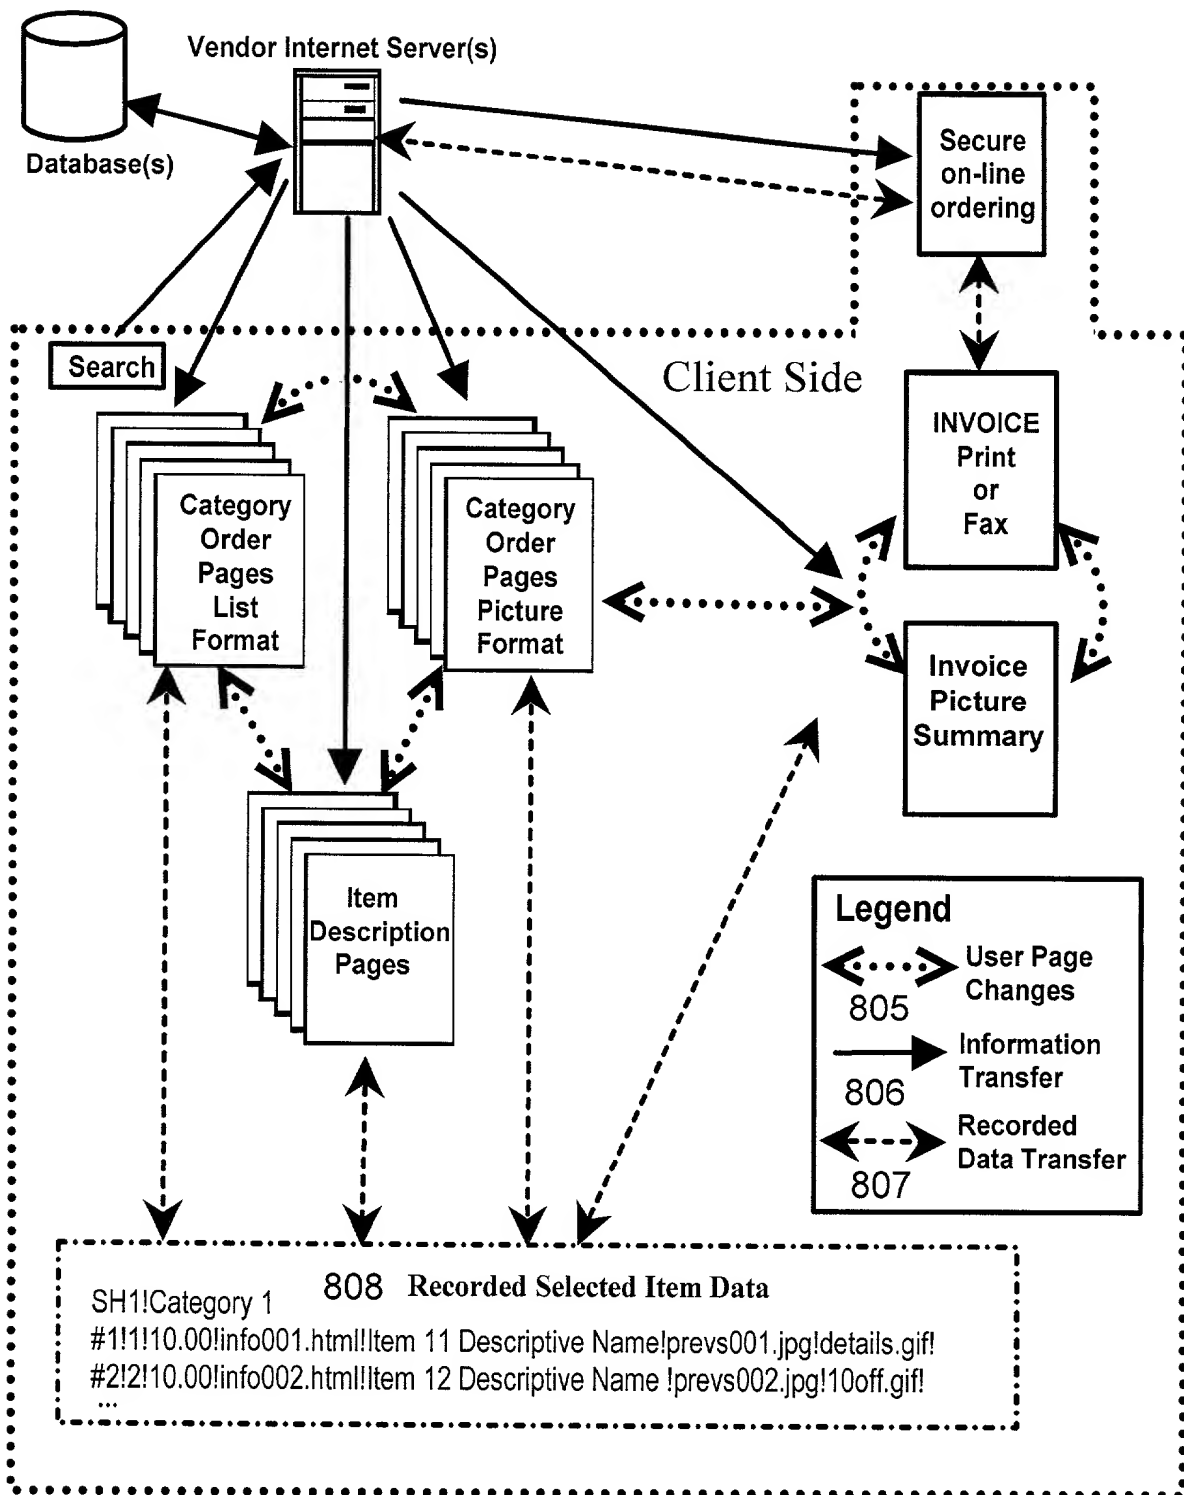 Vendor Internet Server(s)
Database(s)
Secure
on-line
ordering
Search
Client Side
Category
Order
Pages
List
Format
Category
Order
Pages
Picture
Format
INVOICE
Print
or
Fax
Invoice
Picture
Summary
Item
Description
Pages
Legend
User Page
Changes
805
Information
Transfer
806
Recorded
Data Transfer
807
808 Recorded Selected Item Data
SH1!Category 1
#1!1!10.00!info001.html!Item 11 Descriptive Name!prevs001.jpg!details.gif!
#2!2!10.00!info002.html!Item 12 Descriptive Name !prevs002.jpg!10off.gif!
...